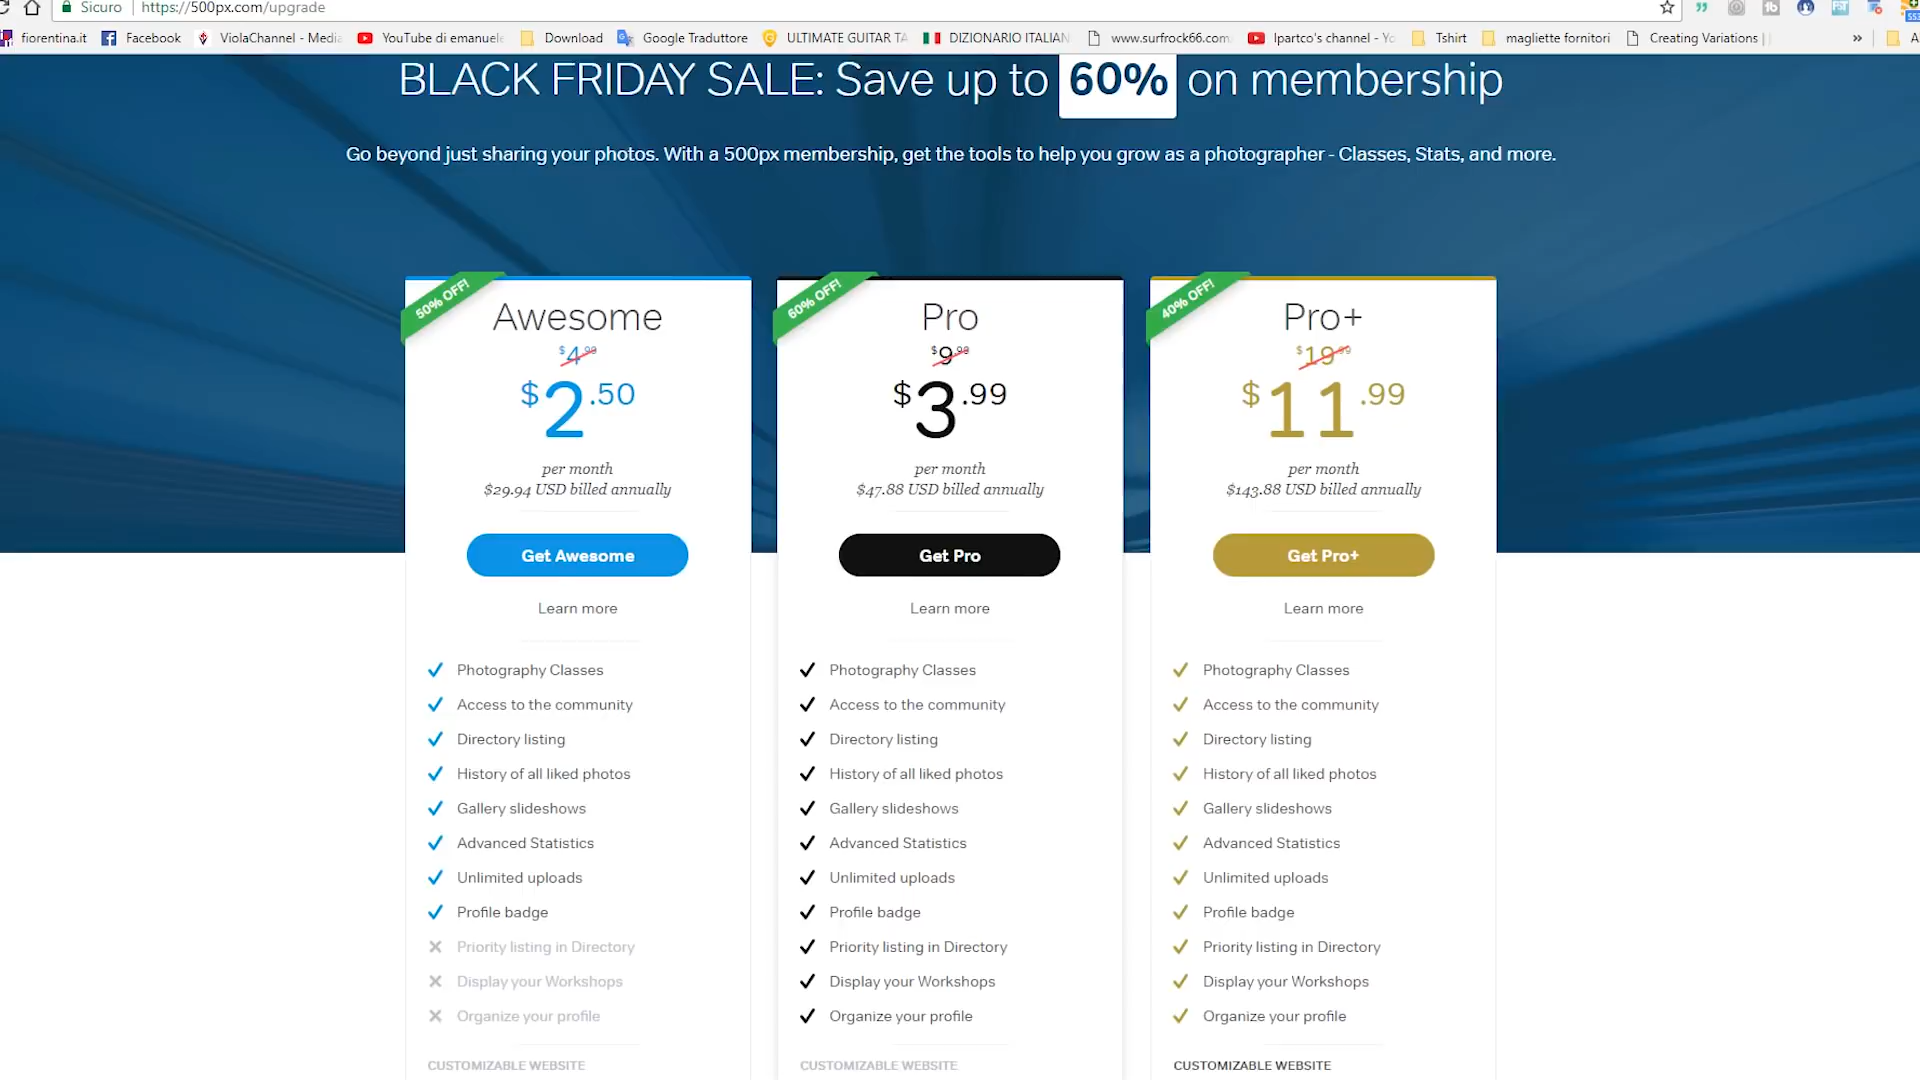 Sicuro https://500px.com/upgrade
fiorentina.it Facebook ViolaChannel - Media YouTube di emanuele Download Google Traduttore ULTIMATE GUITAR TA DIZIONARIO ITALIAN www.surfrock66.com Ipartco's channel - Yo Tshirt magliette fornitori Creating Variations | »
BLACK FRIDAY SALE: Save up to 60% on membership
Go beyond just sharing your photos. With a 500px membership, get the tools to help you grow as a photographer - Classes, Stats, and more.
50% OFF!
Awesome
$4.99
$2.50
per month
$29.94 USD billed annually
Get Awesome
Learn more
Photography Classes
Access to the community
Directory listing
History of all liked photos
Gallery slideshows
Advanced Statistics
Unlimited uploads
Profile badge
Priority listing in Directory
Display your Workshops
Organize your profile
CUSTOMIZABLE WEBSITE
60% OFF!
Pro
$9.99
$3.99
per month
$47.88 USD billed annually
Get Pro
Learn more
Photography Classes
Access to the community
Directory listing
History of all liked photos
Gallery slideshows
Advanced Statistics
Unlimited uploads
Profile badge
Priority listing in Directory
Display your Workshops
Organize your profile
CUSTOMIZABLE WEBSITE
40% OFF!
Pro+
$19.99
$11.99
per month
$143.88 USD billed annually
Get Pro+
Learn more
Photography Classes
Access to the community
Directory listing
History of all liked photos
Gallery slideshows
Advanced Statistics
Unlimited uploads
Profile badge
Priority listing in Directory
Display your Workshops
Organize your profile
CUSTOMIZABLE WEBSITE